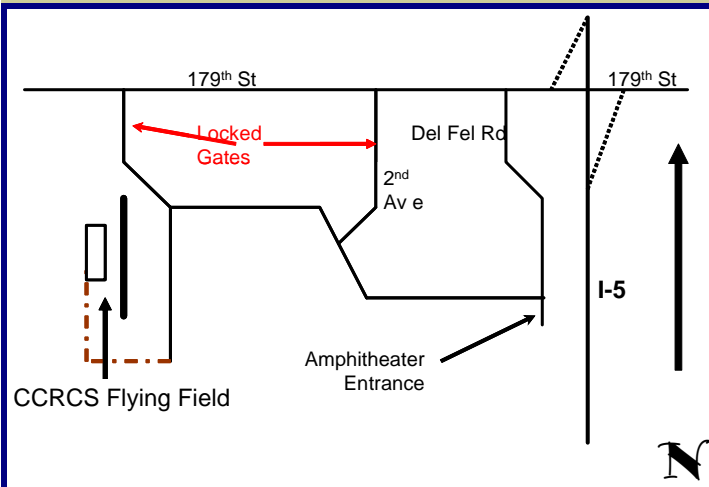 179th St
179th St
Locked
Gates
Del Fel Rd
2nd
Av e
I-5
Amphitheater
Entrance
CCRCS Flying Field
N